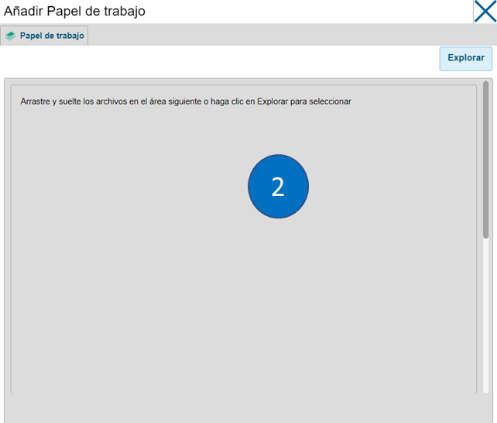 Añadir Papel de trabajo
Papel de trabajo
Explorar
Arrastre y suelte los archivos en el área siguiente o haga clic en Explorar para seleccionar
2